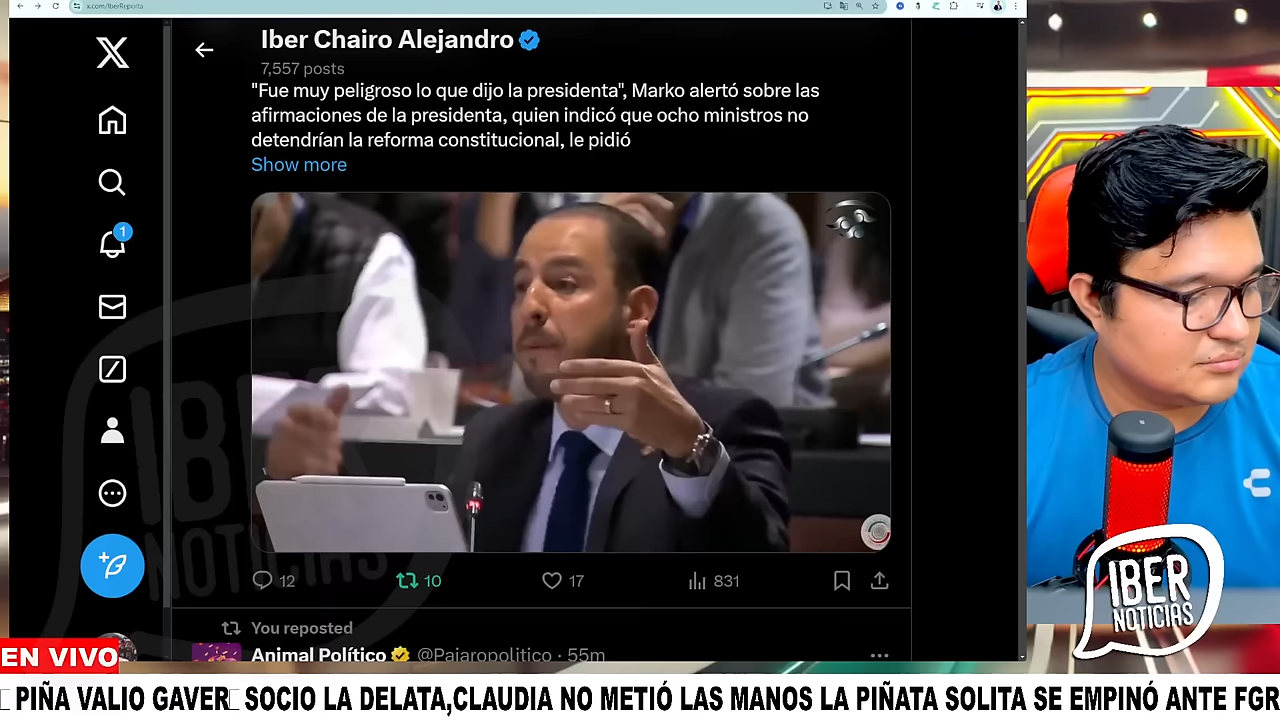 x.com/IberReporta
Iber Chairo Alejandro
7,557 posts
"Fue muy peligroso lo que dijo la presidenta", Marko alertó sobre las
afirmaciones de la presidenta, quien indicó que ocho ministros no
detendrían la reforma constitucional, le pidió
Show more
1
12
10
17
831
You reposted
Animal Político @Pajaropolitico · 55m
IBER
NOTICIAS
IBER
NOTICIAS
EN VIVO
PIÑA VALIO GAVER SOCIO LA DELATA,CLAUDIA NO METIÓ LAS MANOS LA PIÑATA SOLITA SE EMPINÓ ANTE FGR